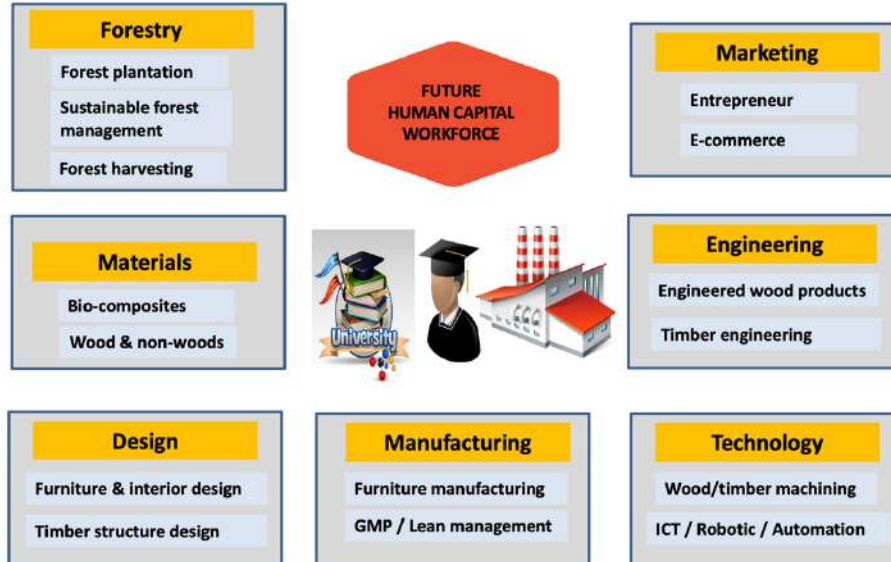 Forestry
Forest plantation
Sustainable forest
management
Forest harvesting
FUTURE
HUMAN CAPITAL
WORKFORCE
Marketing
Entrepreneur
E-commerce
Materials
Bio-composites
Wood & non-woods
University
Engineering
Engineered wood products
Timber engineering
Design
Furniture & interior design
Timber structure design
Manufacturing
Furniture manufacturing
GMP / Lean management
Technology
Wood/timber machining
ICT / Robotic / Automation